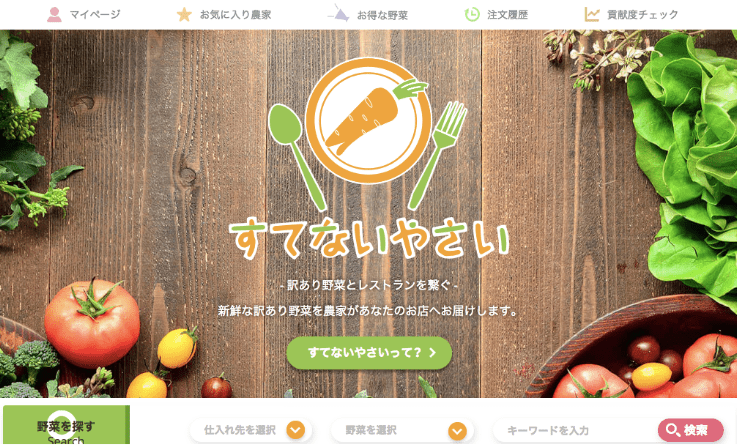 マイページ
お気に入り農家
お得な野菜
注文履歴
貢献度チェック
すてないやさい
- 訳あり野菜とレストランを繋ぐ -
新鮮な訳あり野菜を農家があなたのお店へお届けします。
すてないやさいって？
野菜を探す
Search
仕入れ先を選択
野菜を選択
キーワードを入力
検索